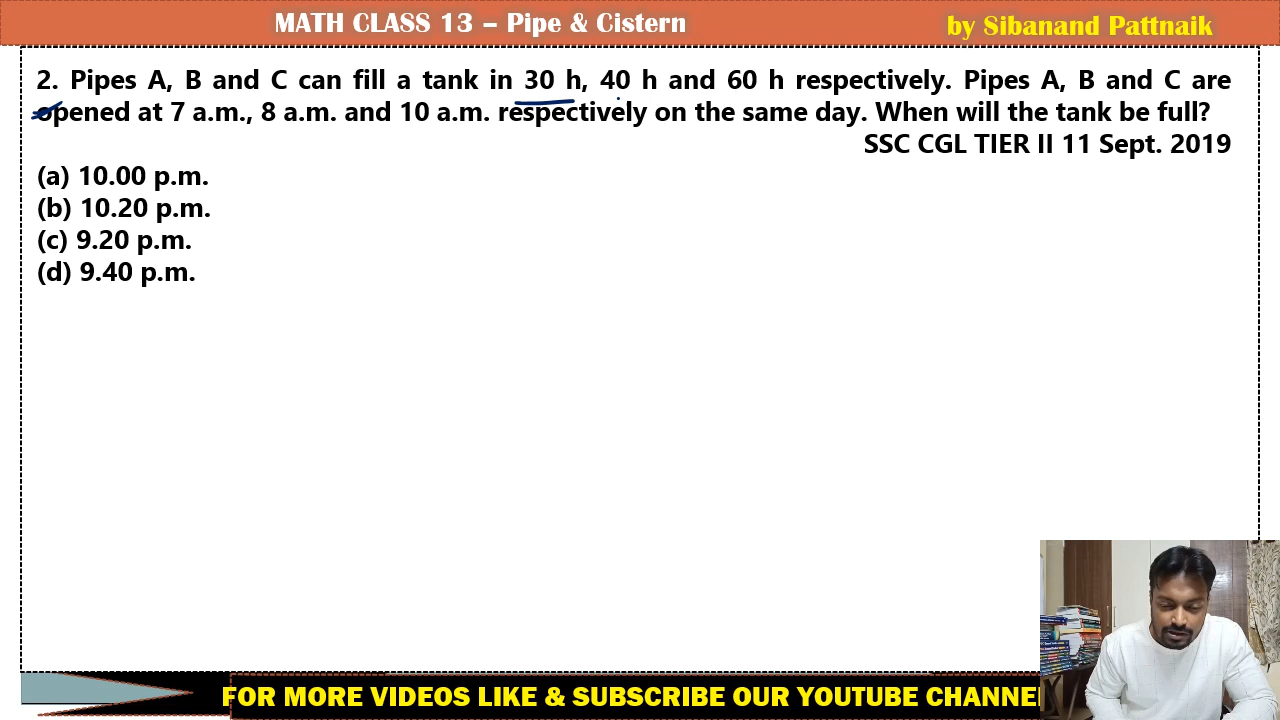 MATH CLASS 13 – Pipe & Cistern
by Sibanand Pattnaik
2. Pipes A, B and C can fill a tank in 30 h, 40 h and 60 h respectively. Pipes A, B and C are
opened at 7 a.m., 8 a.m. and 10 a.m. respectively on the same day. When will the tank be full?
SSC CGL TIER II 11 Sept. 2019
(a) 10.00 p.m.
(b) 10.20 p.m.
(c) 9.20 p.m.
(d) 9.40 p.m.
FOR MORE VIDEOS LIKE & SUBSCRIBE OUR YOUTUBE CHANNE